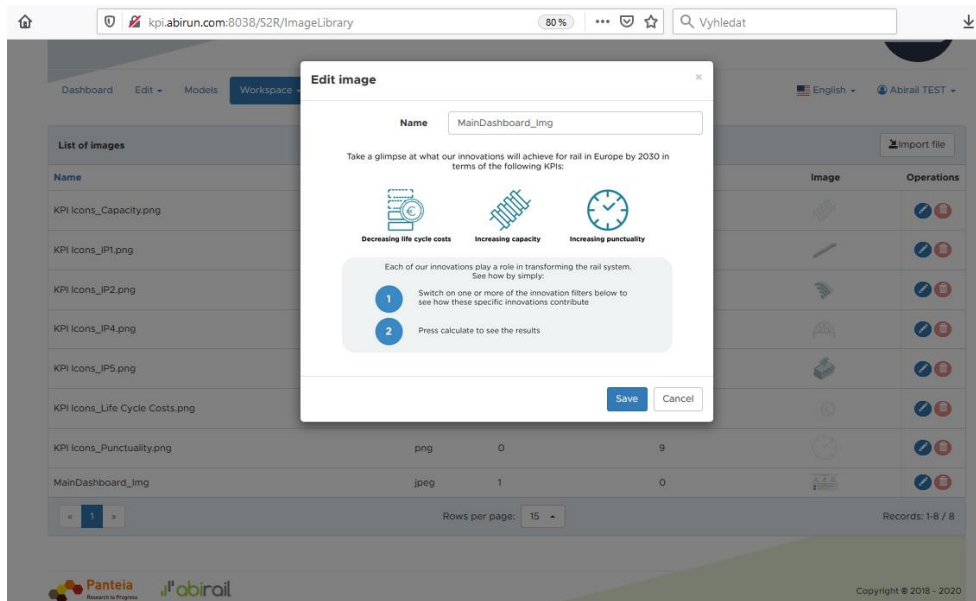 kpi.abirun.com:8038/S2R/ImageLibrary
80 %
Vyhledat
Dashboard Edit Models Workspace
English Abirail TEST
Edit image
×
Name MainDashboard_Img
Take a glimpse at what our innovations will achieve for rail in Europe by 2030 in
terms of the following KPIs:
Decreasing life cycle costs Increasing capacity Increasing punctuality
Each of our innovations play a role in transforming the rail system.
See how by simply:
1 Switch on one or more of the innovation filters below to
see how these specific innovations contribute
2 Press calculate to see the results
Save Cancel
List of images Import file
Name Image Operations
KPI Icons_Capacity.png
KPI Icons_IP1.png
KPI Icons_IP2.png
KPI Icons_IP4.png
KPI Icons_IP5.png
KPI Icons_Life Cycle Costs.png
KPI Icons_Punctuality.png png 0 9
MainDashboard_Img jpeg 1 0
« 1 » Rows per page: 15 Records: 1-8 / 8
Panteia
Research to Progress
abirail
Copyright © 2018 - 2020